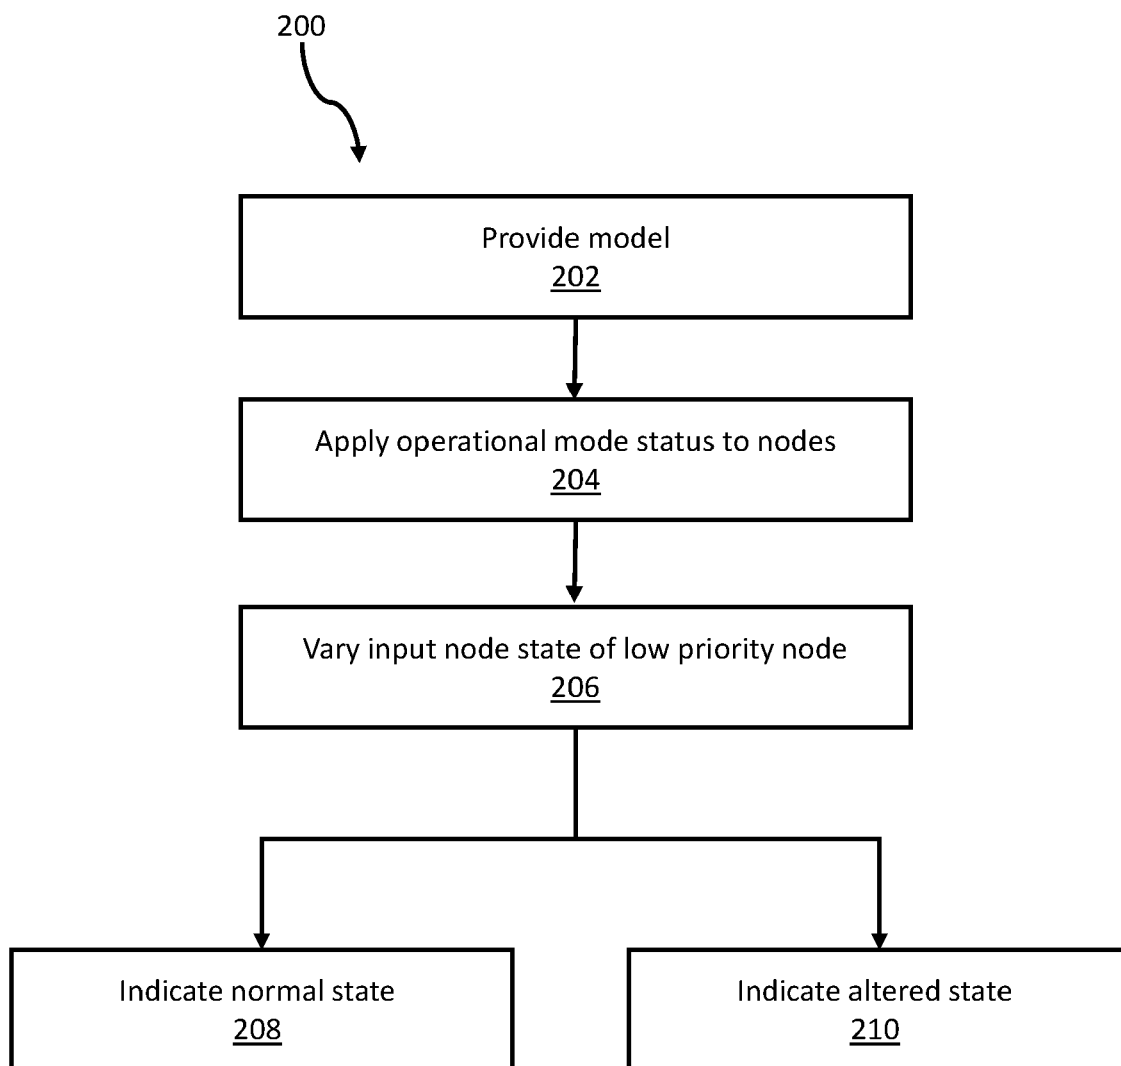 200
Provide model
202
Apply operational mode status to nodes
204
Vary input node state of low priority node
206
Indicate normal state
208
Indicate altered state
210